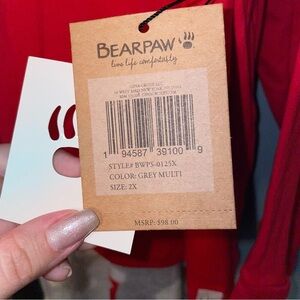 BEARPAW
live life comfortably
1 94587 39100 9
STYLE# BWPS-0125X
COLOR: GREY MULTI
SIZE: 2X
MSRP: $98.00